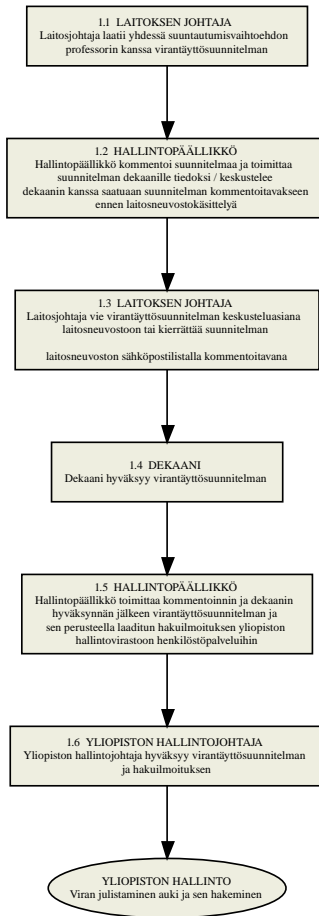 1.1 LAITOKSEN JOHTAJA
Laitosjohtaja laatii yhdessä suuntautumisvaihtoehdon
professorin kanssa virantäyttösuunnitelman
1.2 HALLINTOPÄÄLLIKKÖ
Hallintopäällikkö kommentoi suunnitelmaa ja toimittaa
suunnitelman dekaanille tiedoksi / keskustelee
dekaanin kanssa saatuaan suunnitelman kommentoitavakseen
ennen laitosneuvostokäsittelyä
1.3 LAITOKSEN JOHTAJA
Laitosjohtaja vie virantäyttösuunitelman keskusteluasiana
laitosneuvostoon tai kierrättää suunnitelman
laitosneuvoston sähköpostilistalla kommentoitavana
1.4 DEKAANI
Dekaani hyväksyy virantäyttösuunnitelman
1.5 HALLINTOPÄÄLLIKKÖ
Hallintopäällikkö toimittaa kommentoinnin ja dekaanin
hyväksynnän jälkeen virantäyttösuunnitelman ja
sen perusteella laaditun hakuilmoituksen yliopiston
hallintovirastoon henkilöstöpalveluihin
1.6 YLIOPISTON HALLINTOJOHTAJA
Yliopiston hallintojohtaja hyväksyy virantäyttösuunnitelman
ja hakuilmoituksen
YLIOPISTON HALLINTO
Viran julistaminen auki ja sen hakeminen